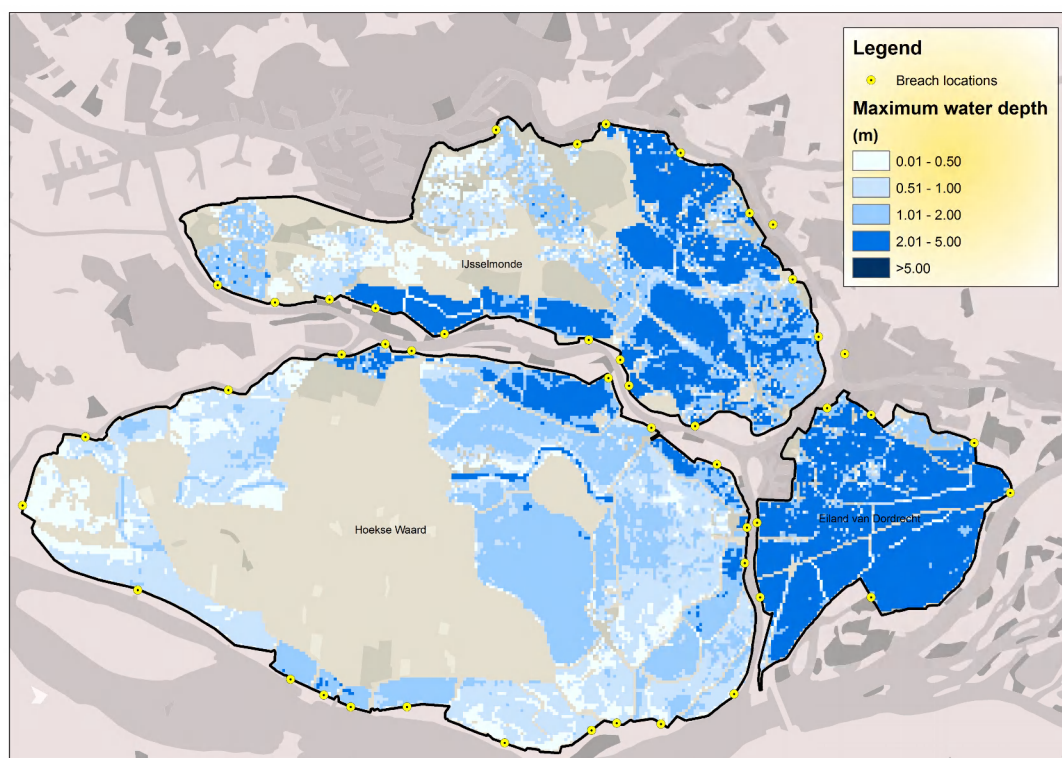 Legend
Breach locations
Maximum water depth
(m)
0.01 - 0.50
0.51 - 1.00
1.01 - 2.00
2.01 - 5.00
>5.00
IJsselmonde
Hoekse Waard
Eiland van Dordrecht